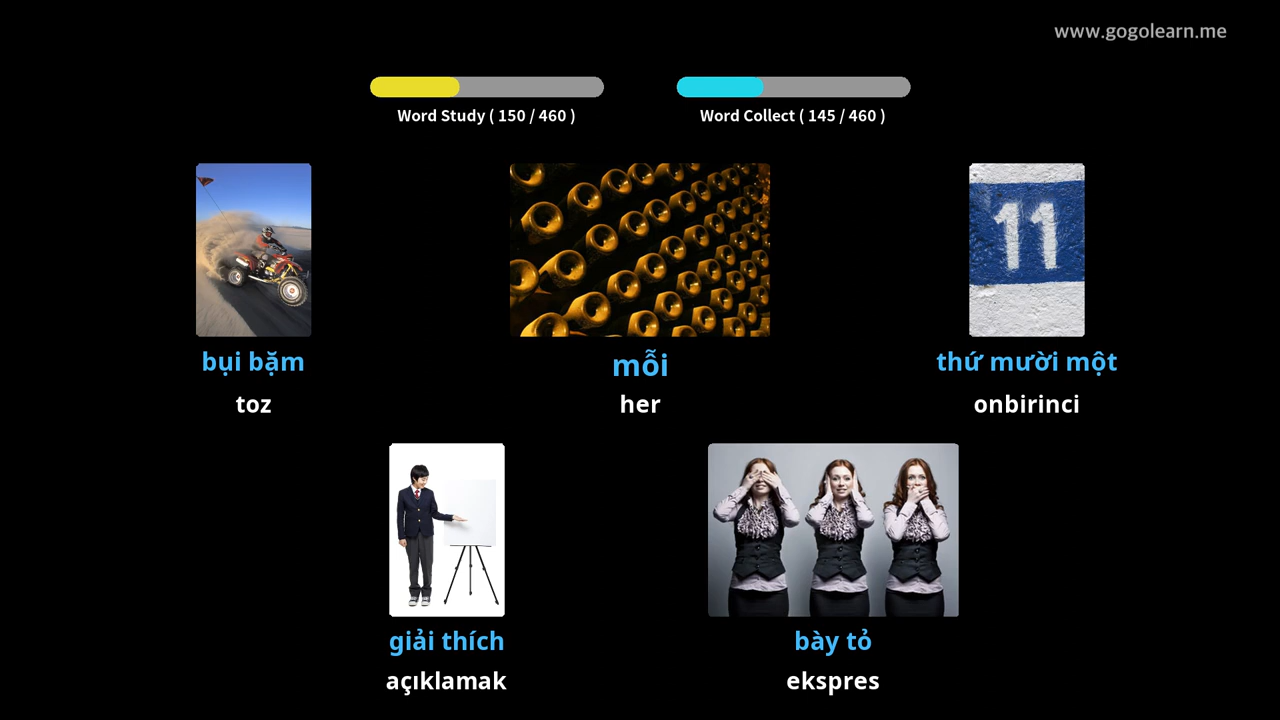 www.gogolearn.me
Word Study ( 150 / 460 )
Word Collect ( 145 / 460 )
11
bụi bặm
mỗi
thứ mười một
toz
her
onbirinci
giải thích
bày tỏ
açıklamak
ekspres